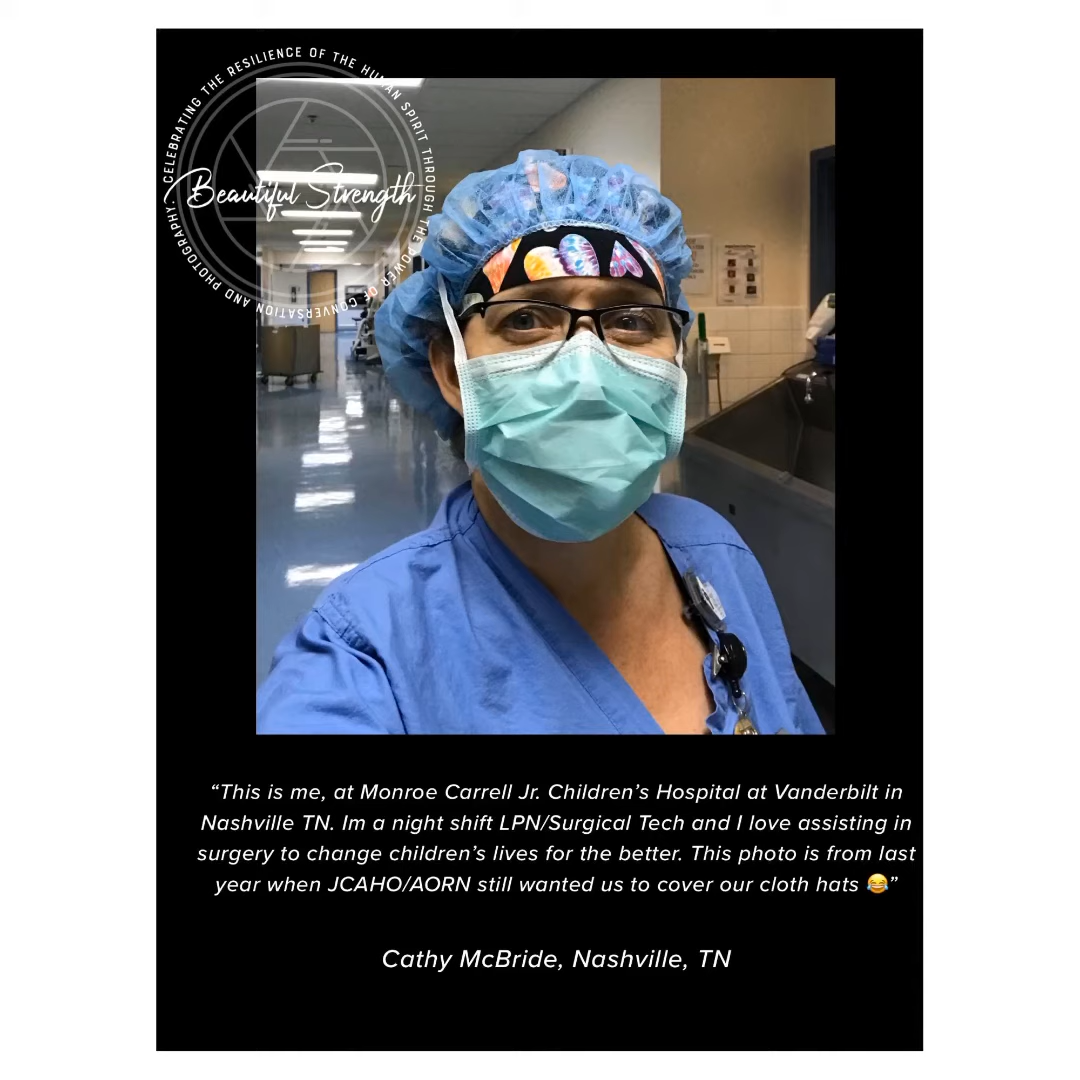 CELEBRATING THE RESILIENCE OF THE HUMAN SPIRIT THROUGH THE POWER OF CONVERSATION AND PHOTOGRAPHY.
Beautiful Strength
“This is me, at Monroe Carrell Jr. Children’s Hospital at Vanderbilt in
Nashville TN. Im a night shift LPN/Surgical Tech and I love assisting in
surgery to change children’s lives for the better. This photo is from last
year when JCAHO/AORN still wanted us to cover our cloth hats 😂”
Cathy McBride, Nashville, TN